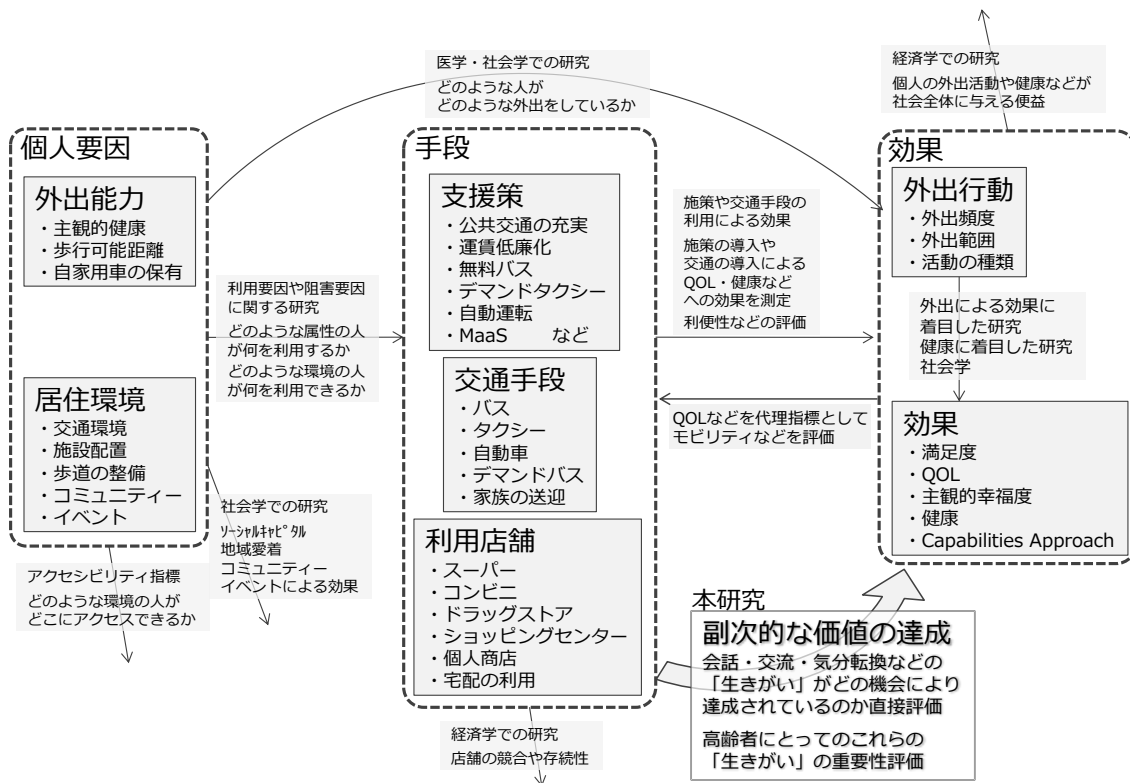 医学・社会学での研究
どのような人が
どのような外出をしているか
経済学での研究
個人の外出活動や健康などが
社会全体に与える便益
個人要因
外出能力
・主観的健康
・歩行可能距離
・自家用車の保有
居住環境
・交通環境
・施設配置
・歩道の整備
・コミュニティー
・イベント
利用要因や阻害要因
に関する研究
どのような属性の人
が何を利用するか
どのような環境の人
が何を利用できるか
社会学での研究
ｿｰｼｬﾙｷｬﾋﾟﾀﾙ
地域愛着
コミュニティー
イベントによる効果
アクセシビリティ指標
どのような環境の人が
どこにアクセスできるか
手段
支援策
・公共交通の充実
・運賃低廉化
・無料バス
・デマンドタクシー
・自動運転
・MaaS　　など
交通手段
・バス
・タクシー
・自動車
・デマンドバス
・家族の送迎
利用店舗
・スーパー
・コンビニ
・ドラッグストア
・ショッピングセンター
・個人商店
・宅配の利用
経済学での研究
店舗の競合や存続性
施策や交通手段の
利用による効果
施策の導入や
交通の導入による
QOL・健康など
への効果を測定
利便性などの評価
QOLなどを代理指標として
モビリティなどを評価
効果
外出行動
・外出頻度
・外出範囲
・活動の種類
外出による効果に
着目した研究
健康に着目した研究
社会学
効果
・満足度
・QOL
・主観的幸福度
・健康
・Capabilities Approach
本研究
副次的な価値の達成
会話・交流・気分転換などの
「生きがい」がどの機会により
達成されているのか直接評価
高齢者にとってのこれらの
「生きがい」の重要性評価